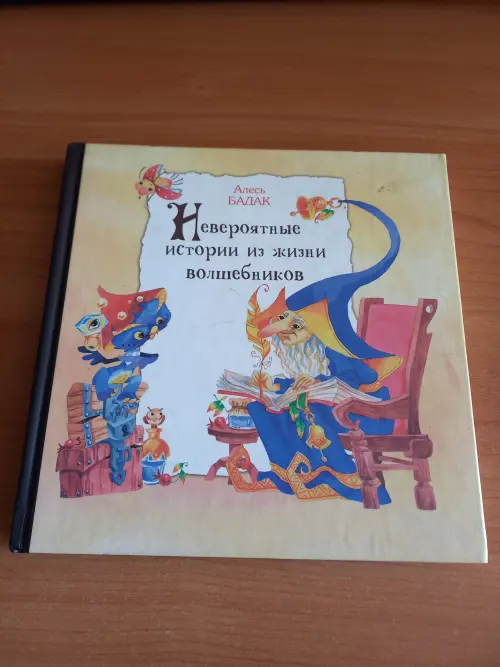 Алесь
БАДАК
Невероятные
истории из жизни
волшебников